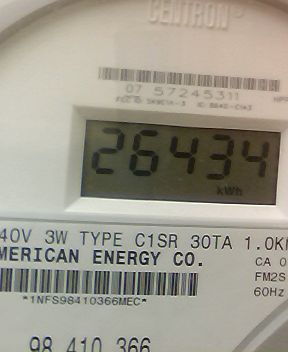 CENTRON®
07 57245311
26434
kWh
40V 3W TYPE C1SR 30TA 1.0K
MERICAN ENERGY CO.
CA 0
FM2S
60Hz
*1NFS98410366MEC*
98 410 366